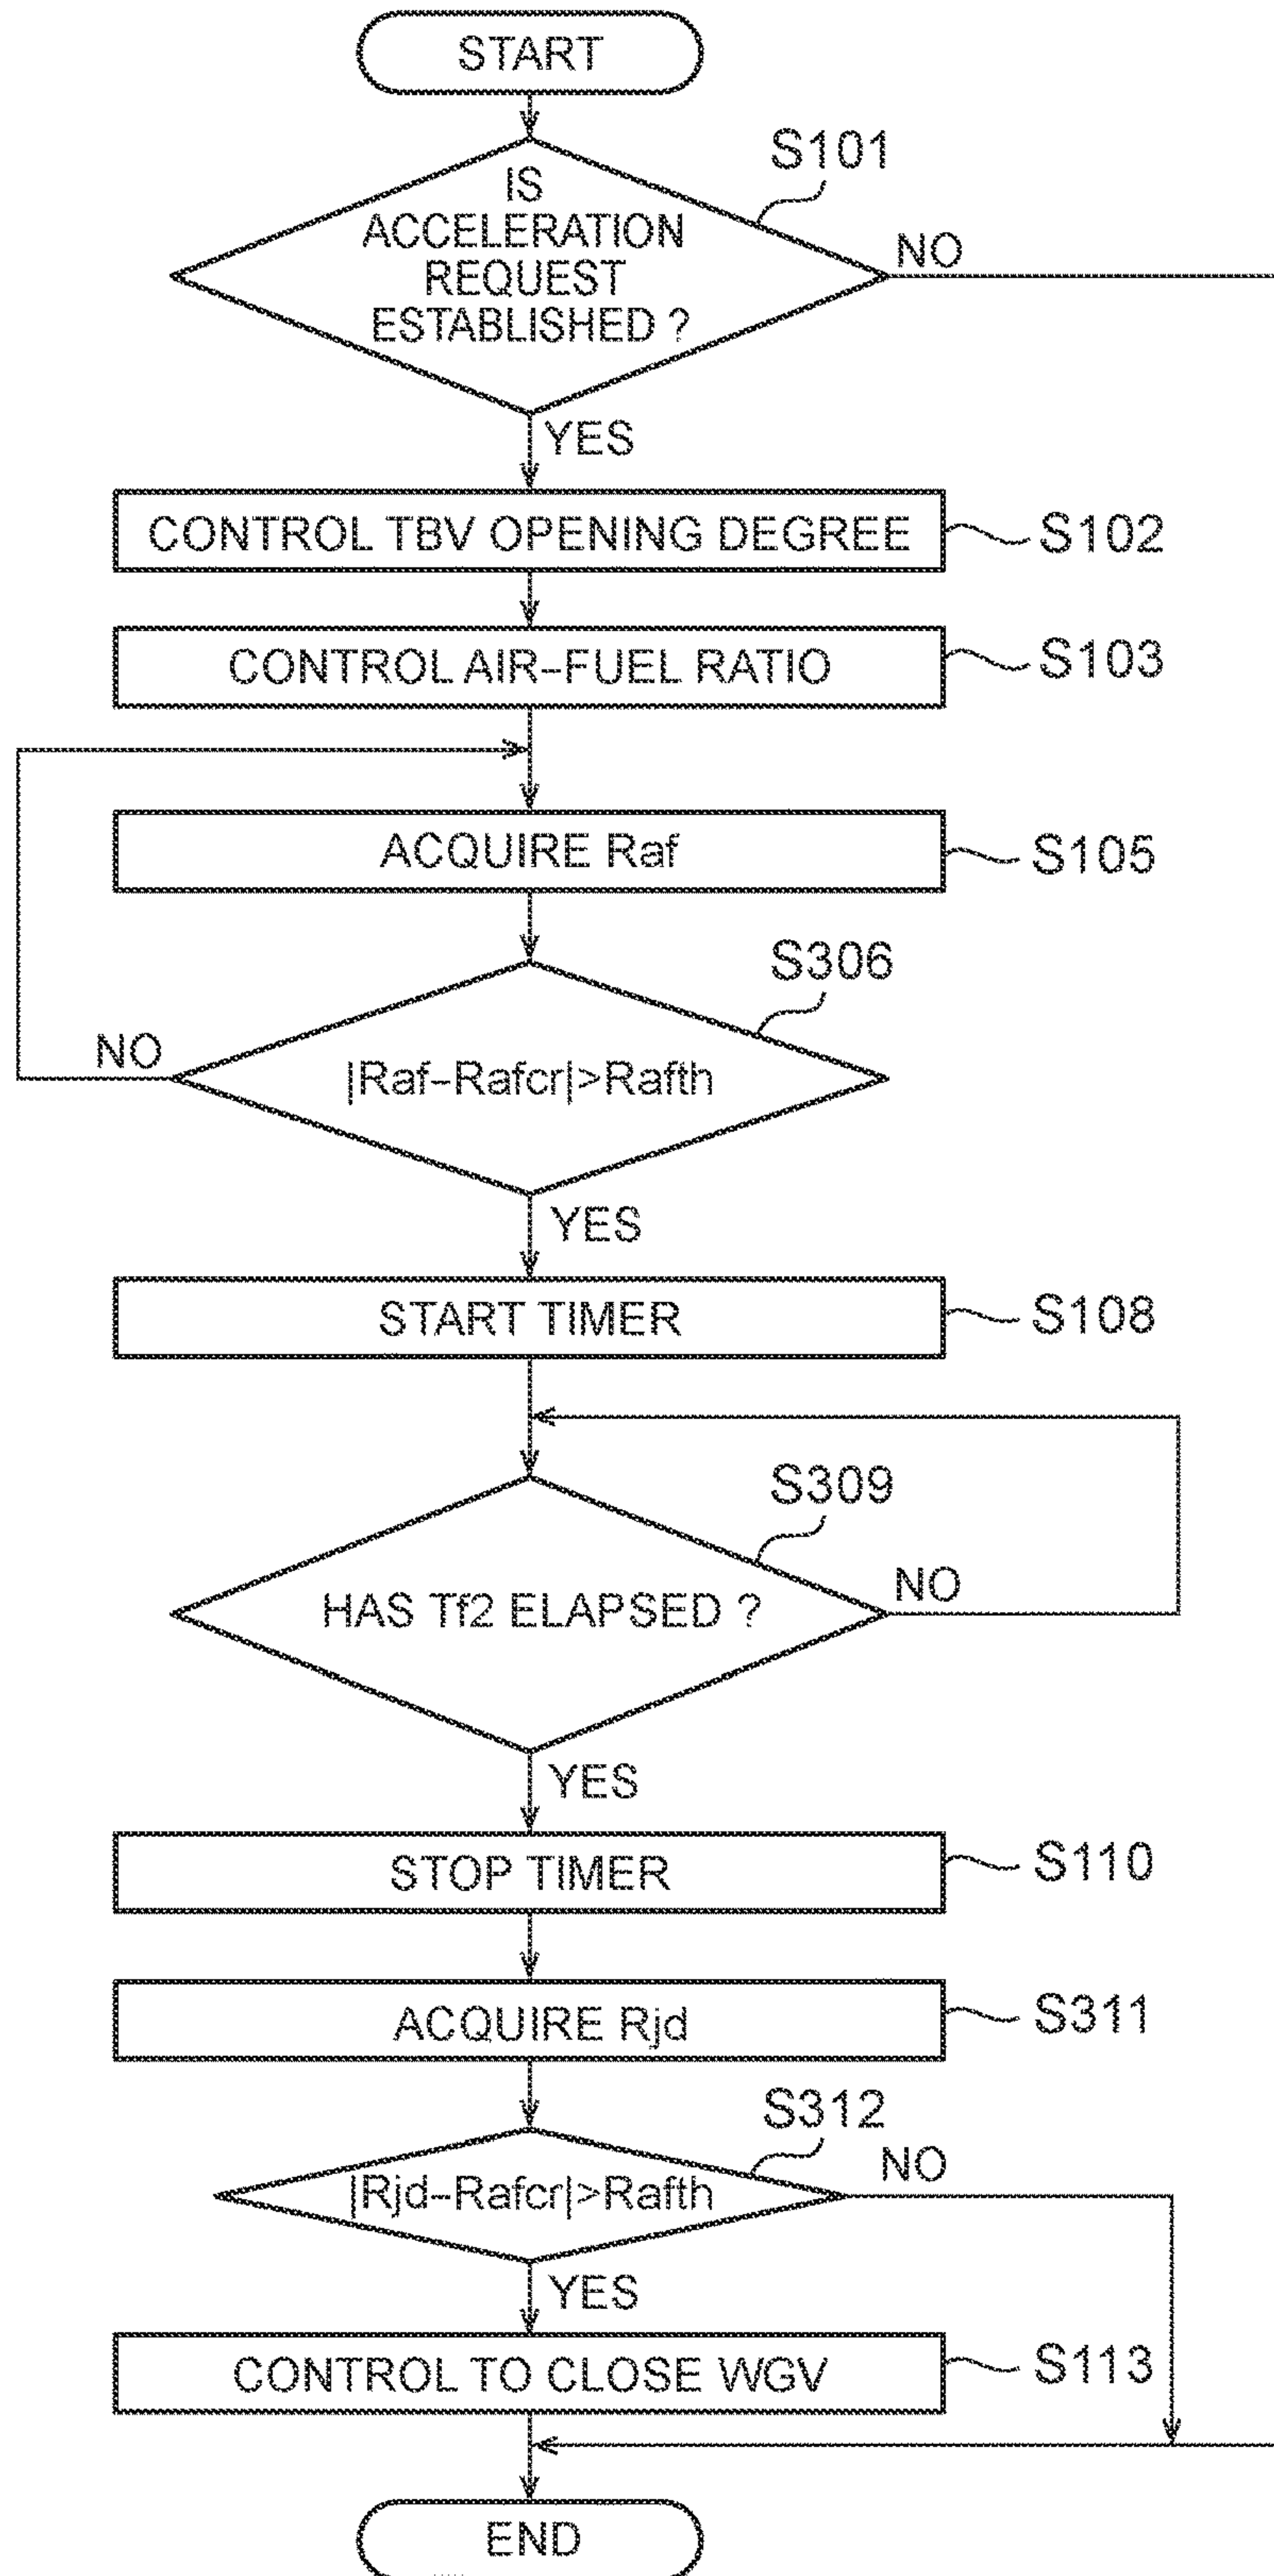 START
S101
IS
ACCELERATION
REQUEST
ESTABLISHED ?
NO
YES
CONTROL TBV OPENING DEGREE
S102
CONTROL AIR-FUEL RATIO
S103
ACQUIRE Raf
S105
S306
NO
|Raf-Rafcr|>Rafth
YES
START TIMER
S108
S309
HAS Tf2 ELAPSED ?
NO
YES
STOP TIMER
S110
ACQUIRE Rjd
S311
S312
NO
|Rjd-Rafcr|>Rafth
YES
CONTROL TO CLOSE WGV
S113
END